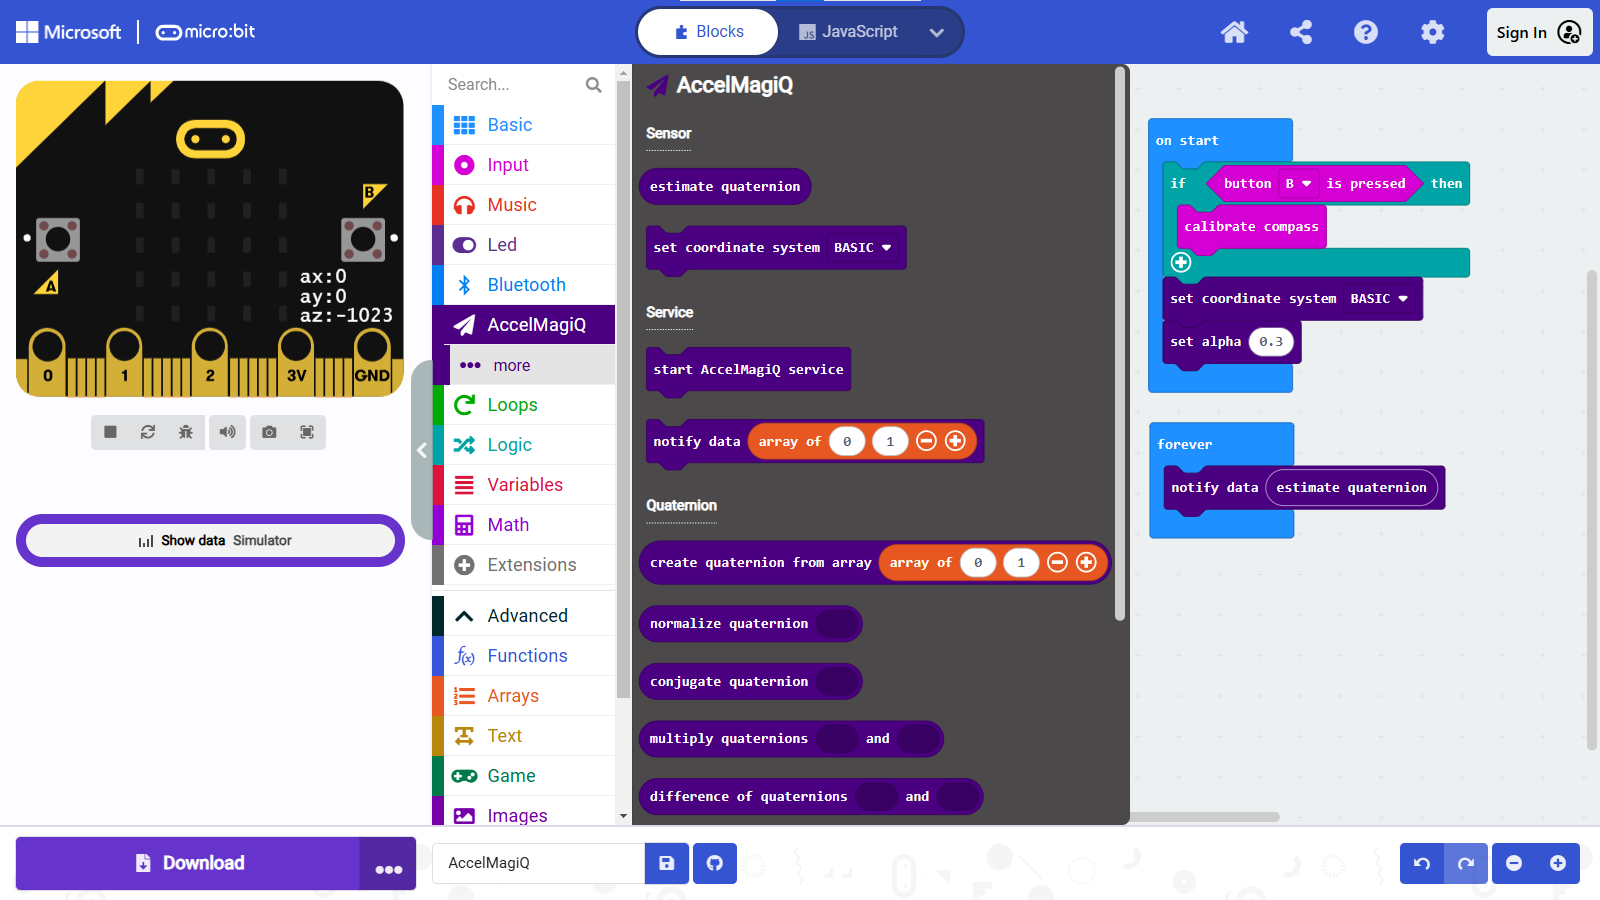 Microsoft
micro:bit
Blocks
JS JavaScript
Sign In
B
A
ax:0
ay:0
az:-1023
0 1 2 3V GND
Show data Simulator
Search...
Basic
Input
Music
Led
Bluetooth
AccelMagiQ
more
Loops
Logic
Variables
Math
Extensions
Advanced
f(x) Functions
Arrays
Text
Game
Images
AccelMagiQ
Sensor
estimate quaternion
set coordinate system BASIC
Service
start AccelMagiQ service
notify data array of 0 1
Quaternion
create quaternion from array array of 0 1
normalize quaternion
conjugate quaternion
multiply quaternions and
difference of quaternions and
on start
if button B is pressed then
calibrate compass
set coordinate system BASIC
set alpha 0.3
forever
notify data estimate quaternion
Download
AccelMagiQ